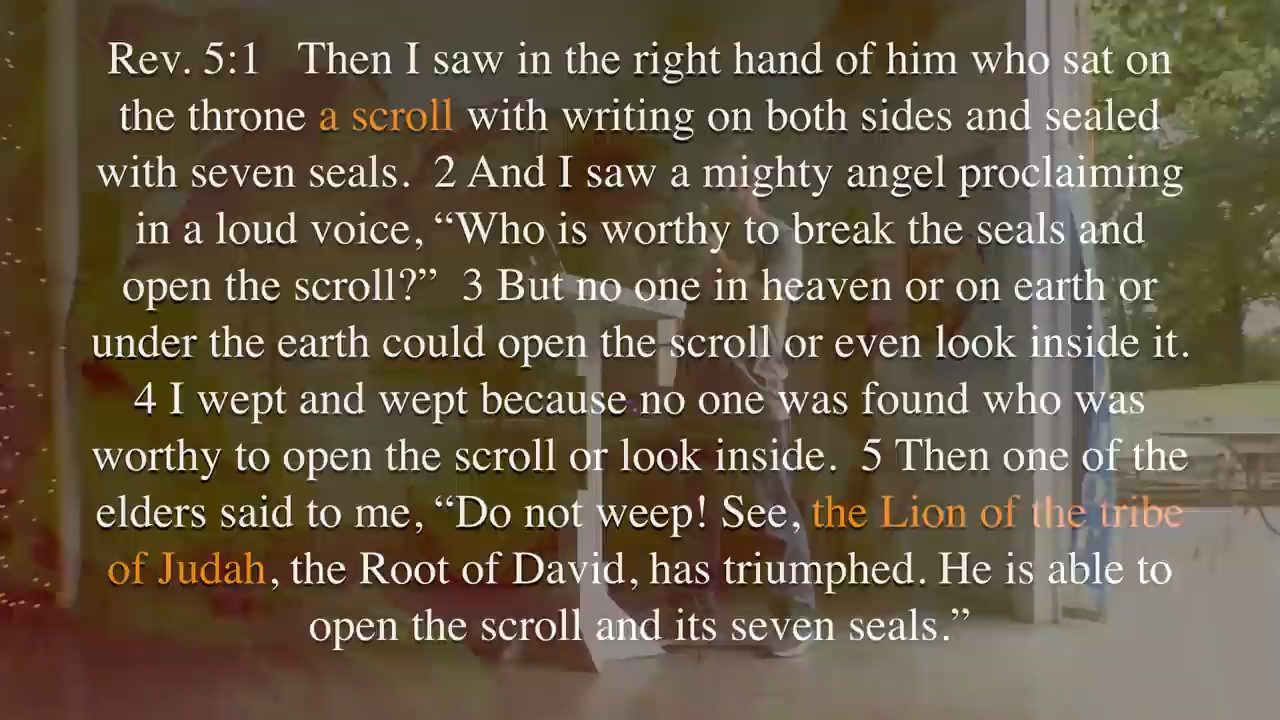 Rev. 5:1   Then I saw in the right hand of him who sat on
the throne a scroll with writing on both sides and sealed
with seven seals.  2 And I saw a mighty angel proclaiming
in a loud voice, “Who is worthy to break the seals and
open the scroll?”  3 But no one in heaven or on earth or
under the earth could open the scroll or even look inside it.
4 I wept and wept because no one was found who was
worthy to open the scroll or look inside.  5 Then one of the
elders said to me, “Do not weep! See, the Lion of the tribe
of Judah, the Root of David, has triumphed. He is able to
open the scroll and its seven seals.”